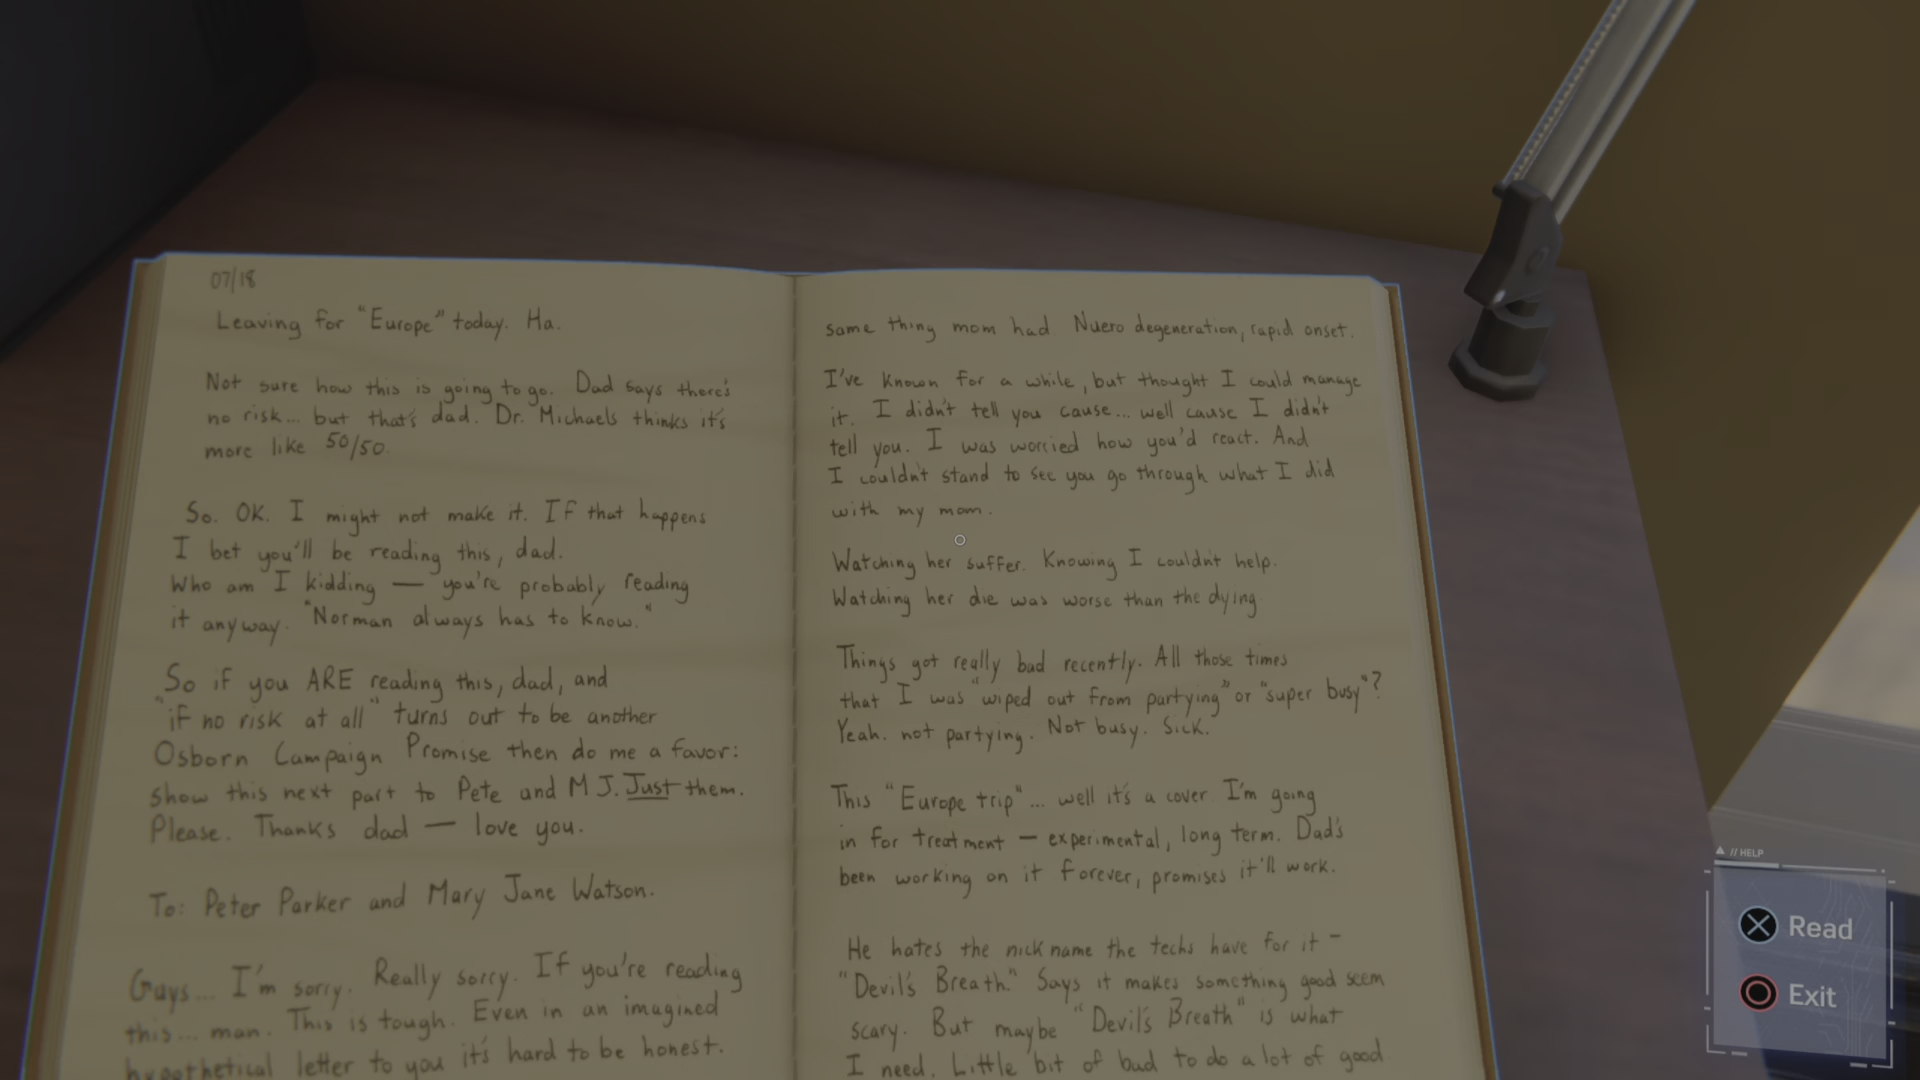 07/18
Leaving for "Europe" today. Ha.
Not sure how this is going to go. Dad says there's
no risk... but that's dad. Dr. Michaels thinks it's
more like 50/50.
So. OK. I might not make it. If that happens
I bet you'll be reading this, dad.
Who am I kidding — you're probably reading
it anyway. "Norman always has to know."
So if you ARE reading this, dad, and
"if no risk at all" turns out to be another
Osborn Campaign Promise then do me a favor:
Show this next part to Pete and MJ. Just them.
Please. Thanks dad — love you.
To: Peter Parker and Mary Jane Watson.
Guys... I'm sorry. Really sorry. If you're reading
this... man. This is tough. Even in an imagined
hypothetical letter to you it's hard to be honest.
same thing mom had. Nuero degeneration, rapid onset.
I've known for a while, but thought I could manage
it. I didn't tell you cause... well cause I didn't
tell you. I was worried how you'd react. And
I couldn't stand to see you go through what I did
with my mom.
Watching her suffer. Knowing I couldn't help.
Watching her die was worse than the dying
Things got really bad recently. All those times
that I was "wiped out from partying" or "super busy"?
Yeah. not partying. Not busy. Sick.
This "Europe trip"... well it's a cover. I'm going
in for treatment — experimental, long term. Dad's
been working on it forever, promises it'll work.
He hates the nickname the techs have for it -
"Devil's Breath." Says it makes something good seem
scary. But maybe "Devil's Breath" is what
I need. Little bit of bad to do a lot of good
// HELP
Read
Exit